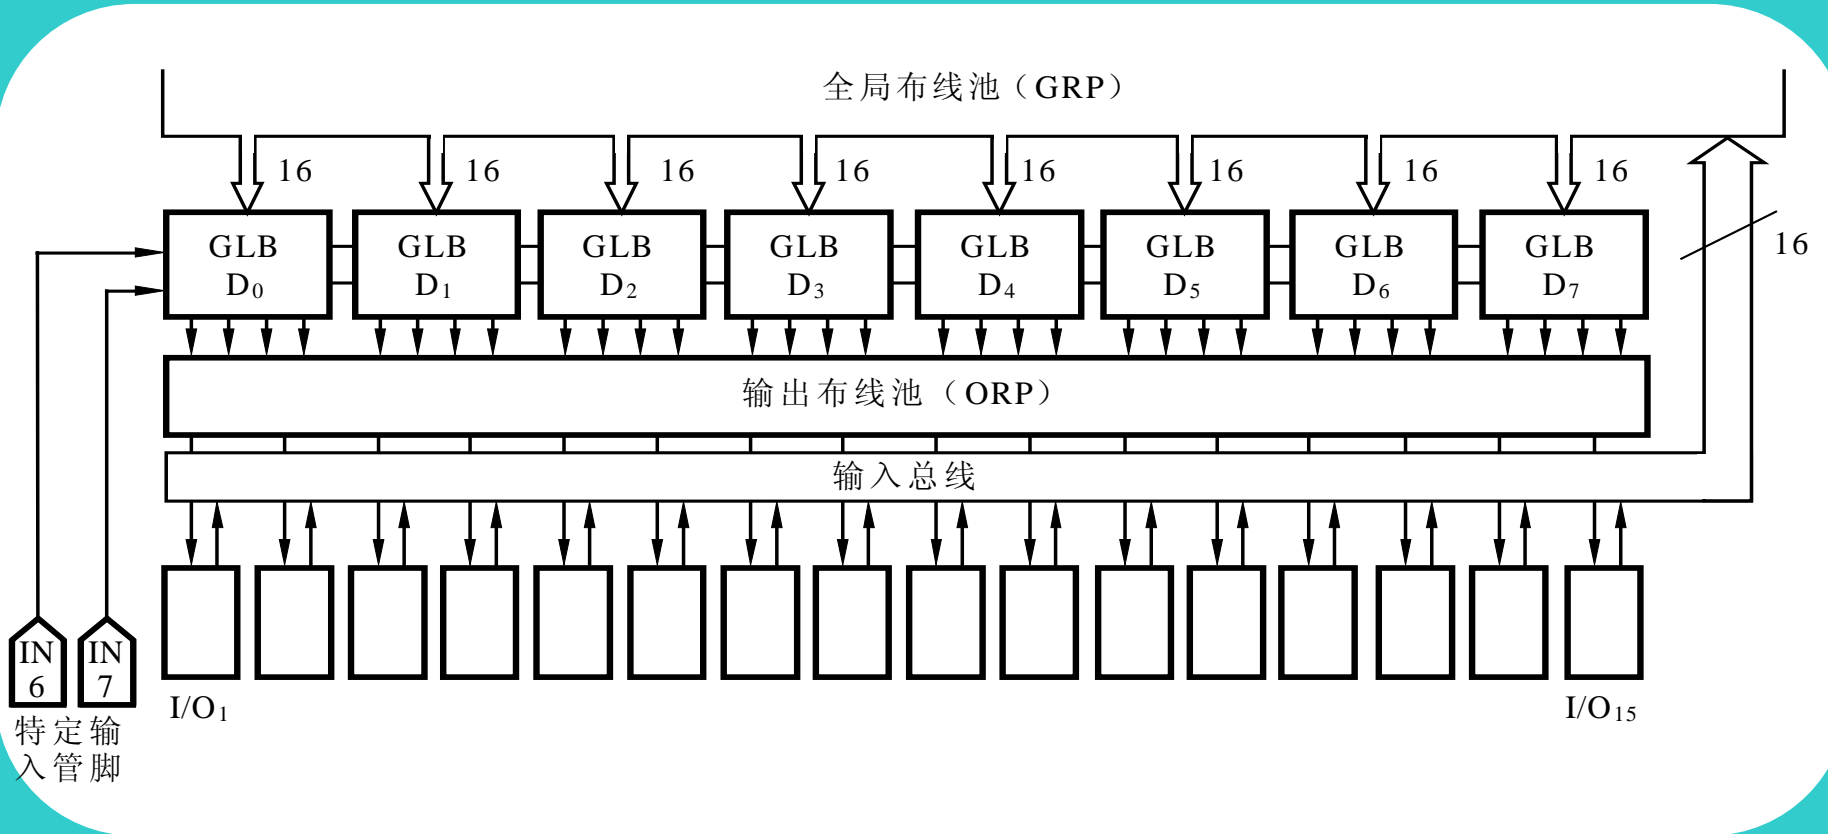 全局布线池（GRP）
16 16 16 16 16 16 16 16
GLB GLB GLB GLB GLB GLB GLB GLB
16
D0 D1 D2 D3 D4 D5 D6 D7
输出布线池（ORP）
输入总线
IN IN
6 7
I/O1 I/O15
特定输
入管脚